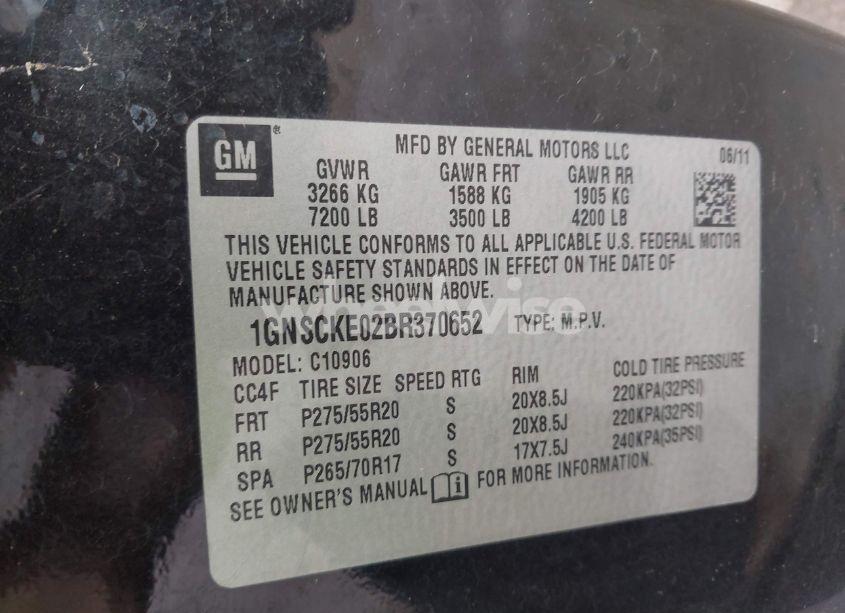 GM ®
MFD BY GENERAL MOTORS LLC 06/11
GVWR GAWR FRT GAWR RR
3266 KG 1588 KG 1905 KG
7200 LB 3500 LB 4200 LB
THIS VEHICLE CONFORMS TO ALL APPLICABLE U.S. FEDERAL MOTOR
VEHICLE SAFETY STANDARDS IN EFFECT ON THE DATE OF
MANUFACTURE SHOWN ABOVE.
1GNSCKE02BR370652 TYPE: M.P.V.
MODEL: C10906
CC4F TIRE SIZE SPEED RTG RIM COLD TIRE PRESSURE
FRT P275/55R20 S 20X8.5J 220KPA(32PSI)
RR P275/55R20 S 20X8.5J 220KPA(32PSI)
SPA P265/70R17 S 17X7.5J 240KPA(35PSI)
SEE OWNER'S MANUAL i FOR MORE INFORMATION.